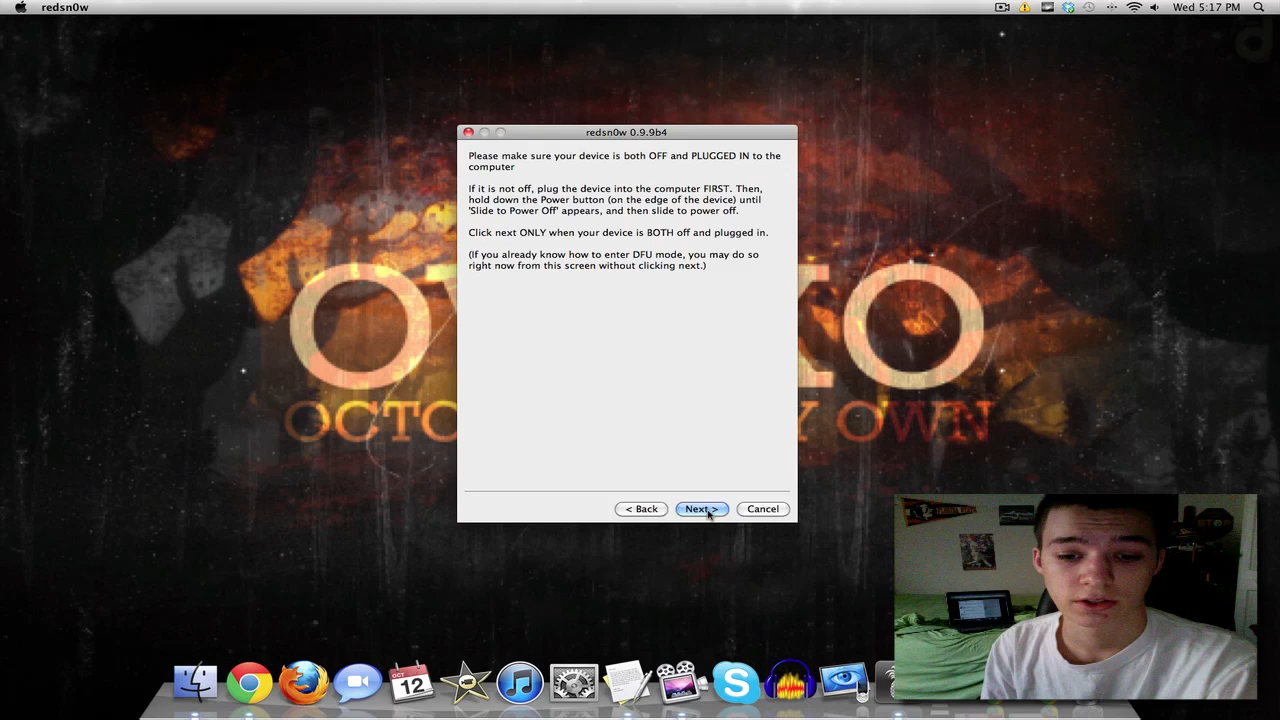 redsn0w
Wed 5:17 PM
redsn0w 0.9.9b4
Please make sure your device is both OFF and PLUGGED IN to the
computer
If it is not off, plug the device into the computer FIRST. Then,
hold down the Power button (on the edge of the device) until
'Slide to Power Off' appears, and then slide to power off.
Click next ONLY when your device is BOTH off and plugged in.
(If you already know how to enter DFU mode, you may do so
right now from this screen without clicking next.)
< Back
Next >
Cancel
OCTO
Y OWN
OCT
12